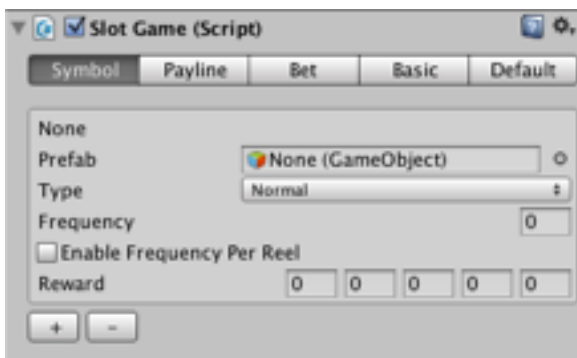 Slot Game (Script)
Symbol Payline Bet Basic Default
None
Prefab None (GameObject)
Type Normal
Frequency 0
Enable Frequency Per Reel
Reward 0 0 0 0 0
+ -